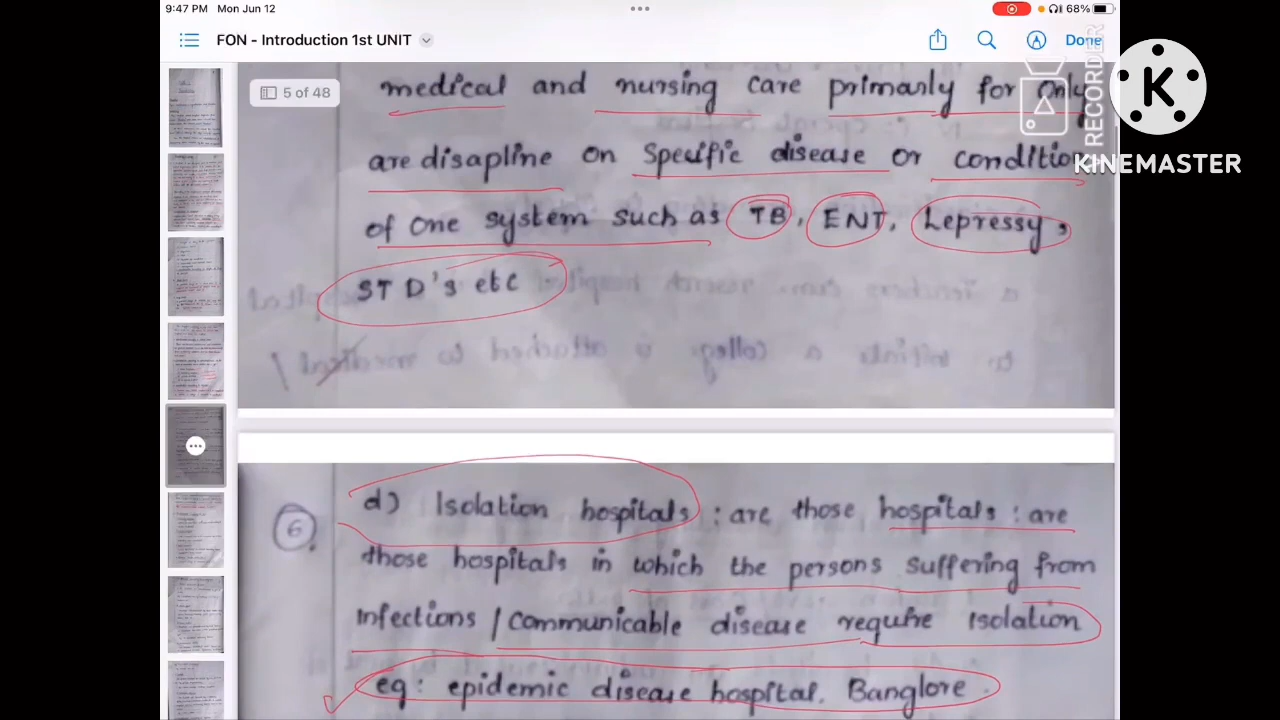 9:47 PM Mon Jun 12
68%
FON - Introduction 1st UNIT
Done
5 of 48
RECORDER
K
KINEMASTER
medical and nursing care primarily for only
are disapline on specific disease or condition
of one system such as TB, ENT, Lepressy,
STD's etc
6
d) Isolation hospitals : are those hospitals : are
those hospitals in which the persons suffering from
infections / communicable disease require isolation
eg: epidemic disease hospital. Banglore